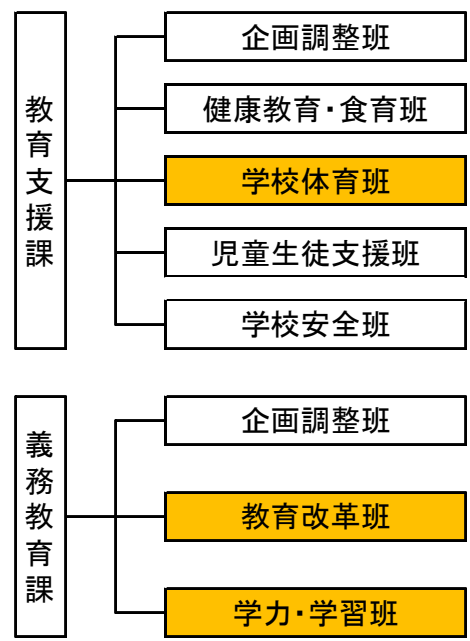 教育支援課
企画調整班
健康教育・食育班
学校体育班
児童生徒支援班
学校安全班
義務教育課
企画調整班
教育改革班
学力・学習班